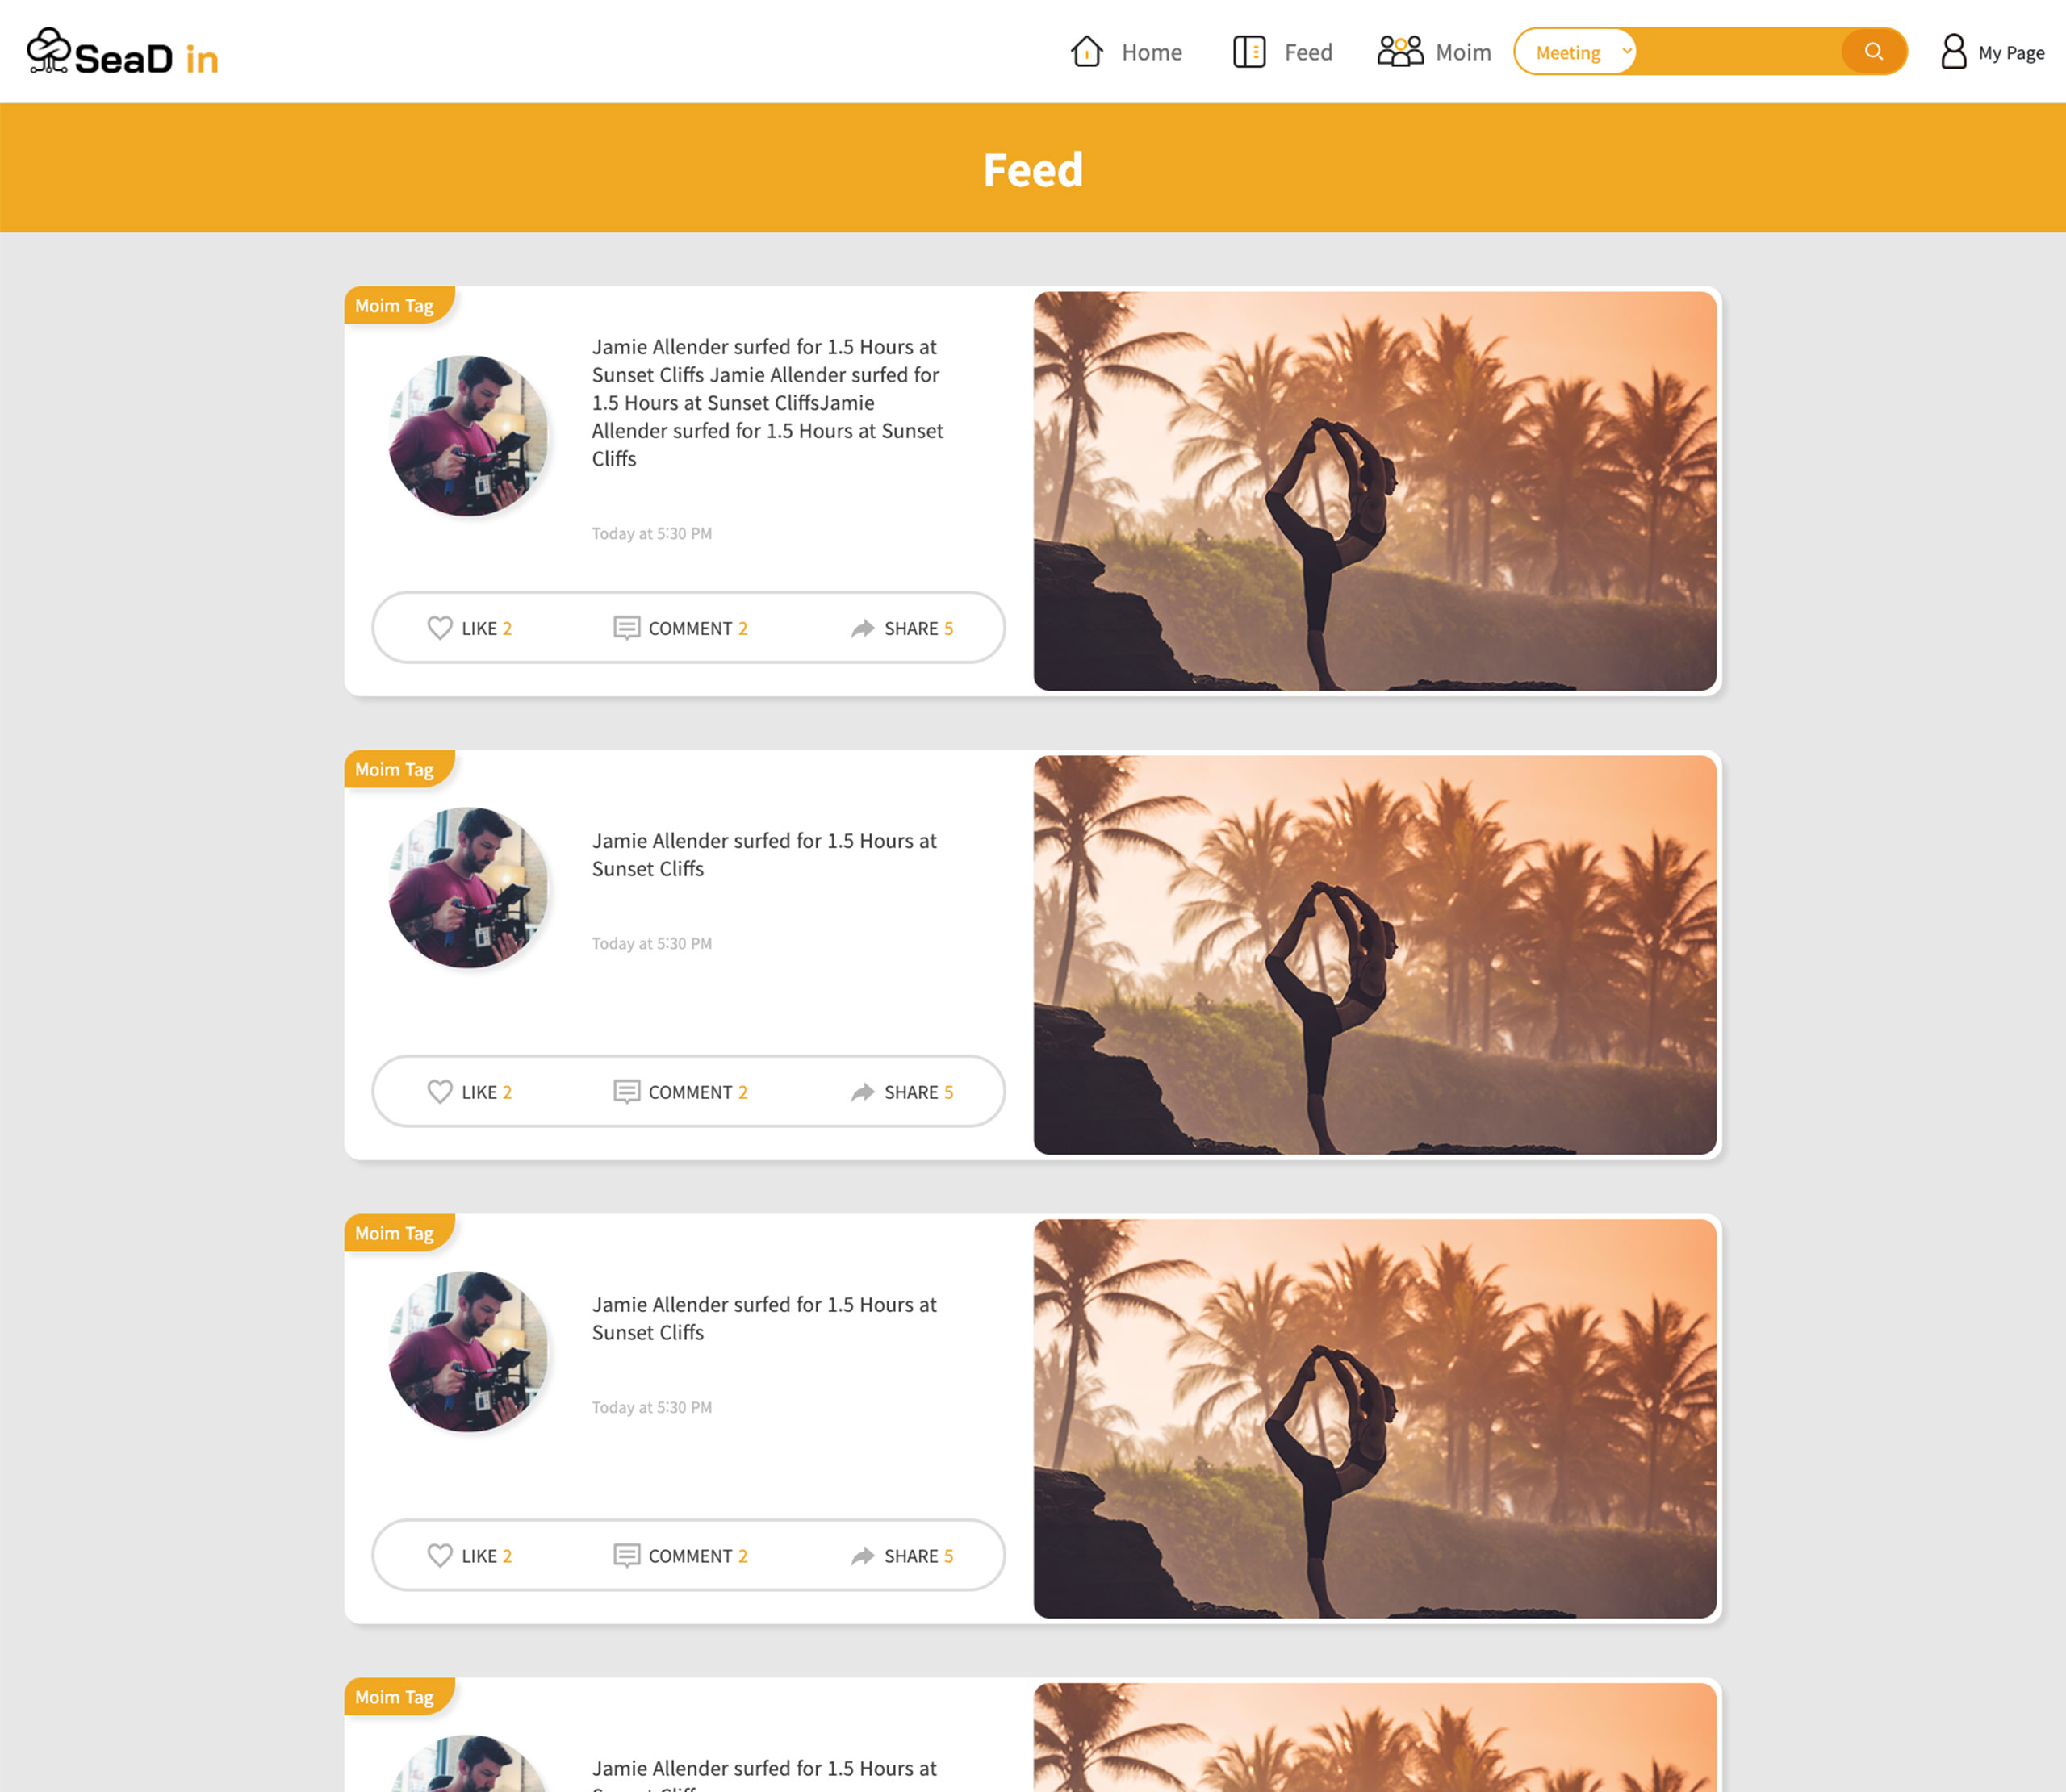 SeaD in
Home
Feed
Moim
Meeting
My Page
Feed
Moim Tag
Jamie Allender surfed for 1.5 Hours at
Sunset Cliffs Jamie Allender surfed for
1.5 Hours at Sunset CliffsJamie
Allender surfed for 1.5 Hours at Sunset
Cliffs
Today at 5:30 PM
LIKE 2
COMMENT 2
SHARE 5
Moim Tag
Jamie Allender surfed for 1.5 Hours at
Sunset Cliffs
Today at 5:30 PM
LIKE 2
COMMENT 2
SHARE 5
Moim Tag
Jamie Allender surfed for 1.5 Hours at
Sunset Cliffs
Today at 5:30 PM
LIKE 2
COMMENT 2
SHARE 5
Moim Tag
Jamie Allender surfed for 1.5 Hours at